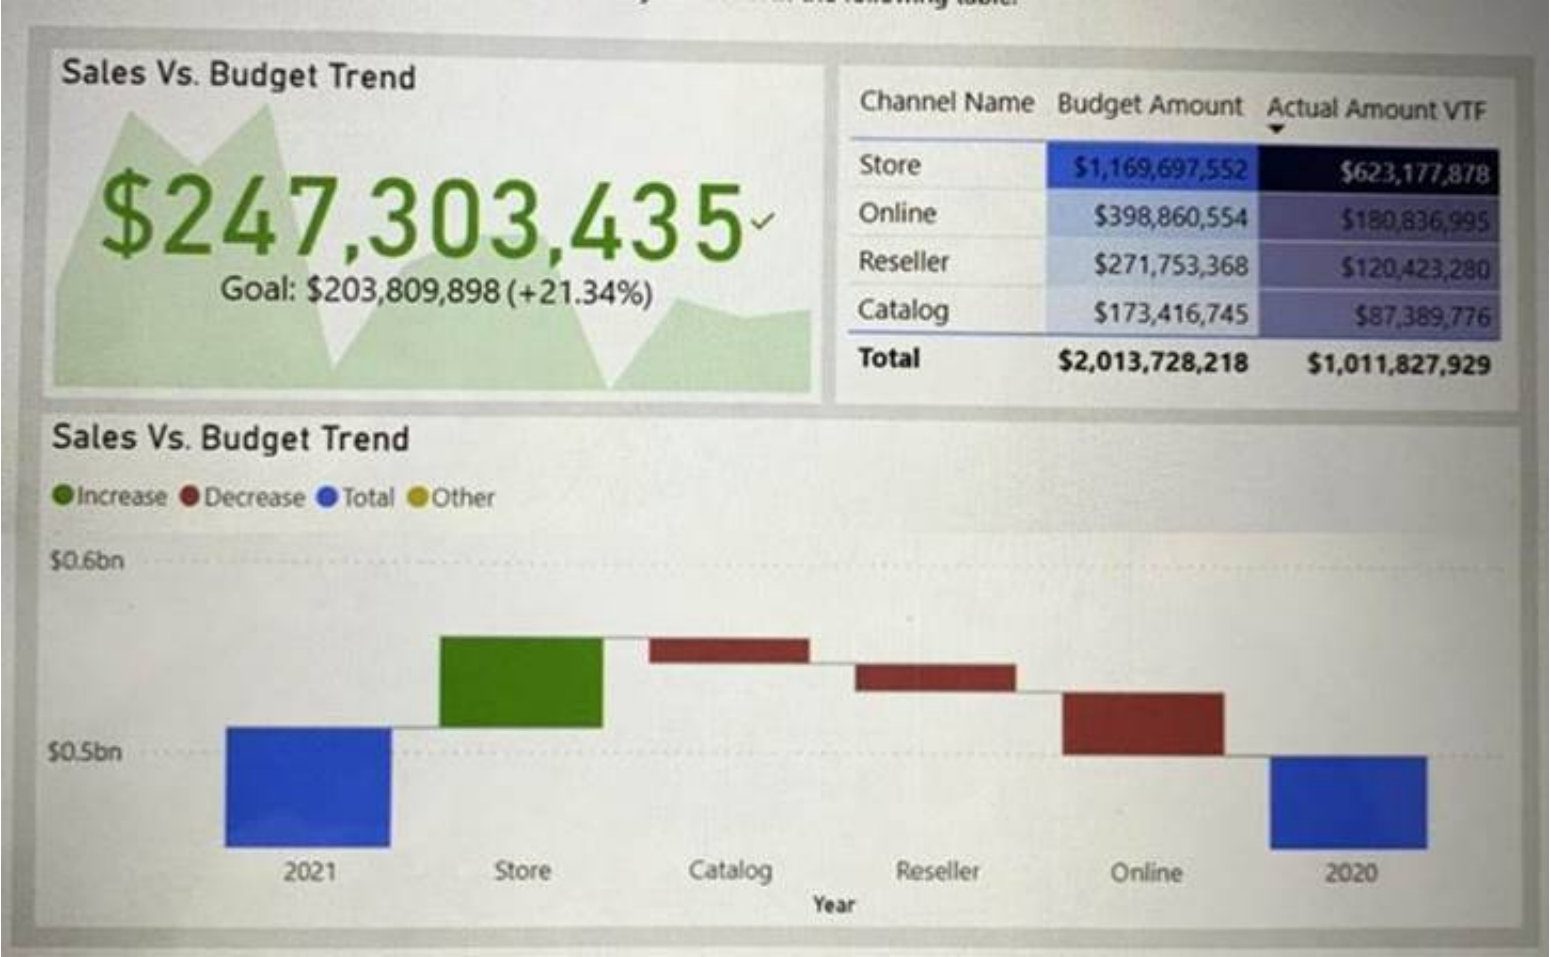 the following table.
Sales Vs. Budget Trend
$247,303,435
Goal: $203,809,898 (+21.34%)
Channel Name Budget Amount Actual Amount VTF
Store $1,169,697,552 $623,177,878
Online $398,860,554 $180,836,995
Reseller $271,753,368 $120,423,280
Catalog $173,416,745 $87,389,776
Total $2,013,728,218 $1,011,827,929
Sales Vs. Budget Trend
Increase Decrease Total Other
$0.6bn
$0.5bn
2021 Store Catalog Reseller Online 2020
Year